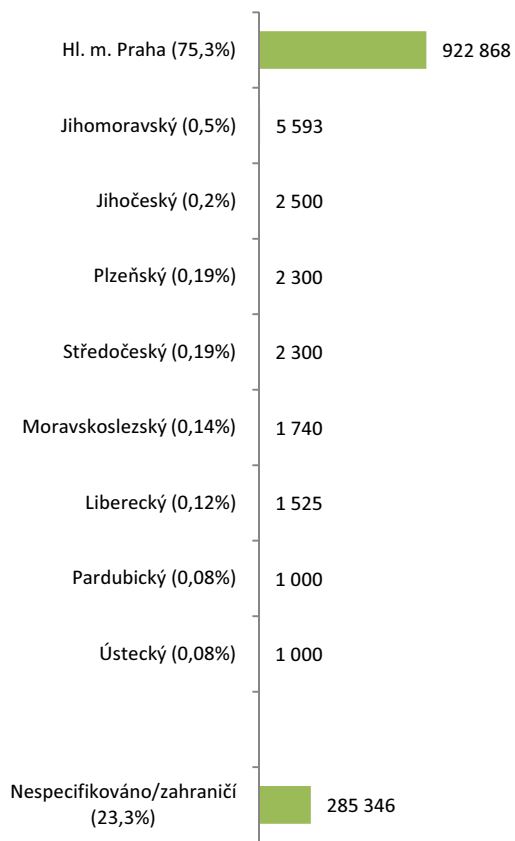 Hl. m. Praha (75,3%) 922 868
Jihomoravský (0,5%) 5 593
Jihočeský (0,2%) 2 500
Plzeňský (0,19%) 2 300
Středočeský (0,19%) 2 300
Moravskoslezský (0,14%) 1 740
Liberecký (0,12%) 1 525
Pardubický (0,08%) 1 000
Ústecký (0,08%) 1 000
Nespecifikováno/zahraničí
(23,3%) 285 346